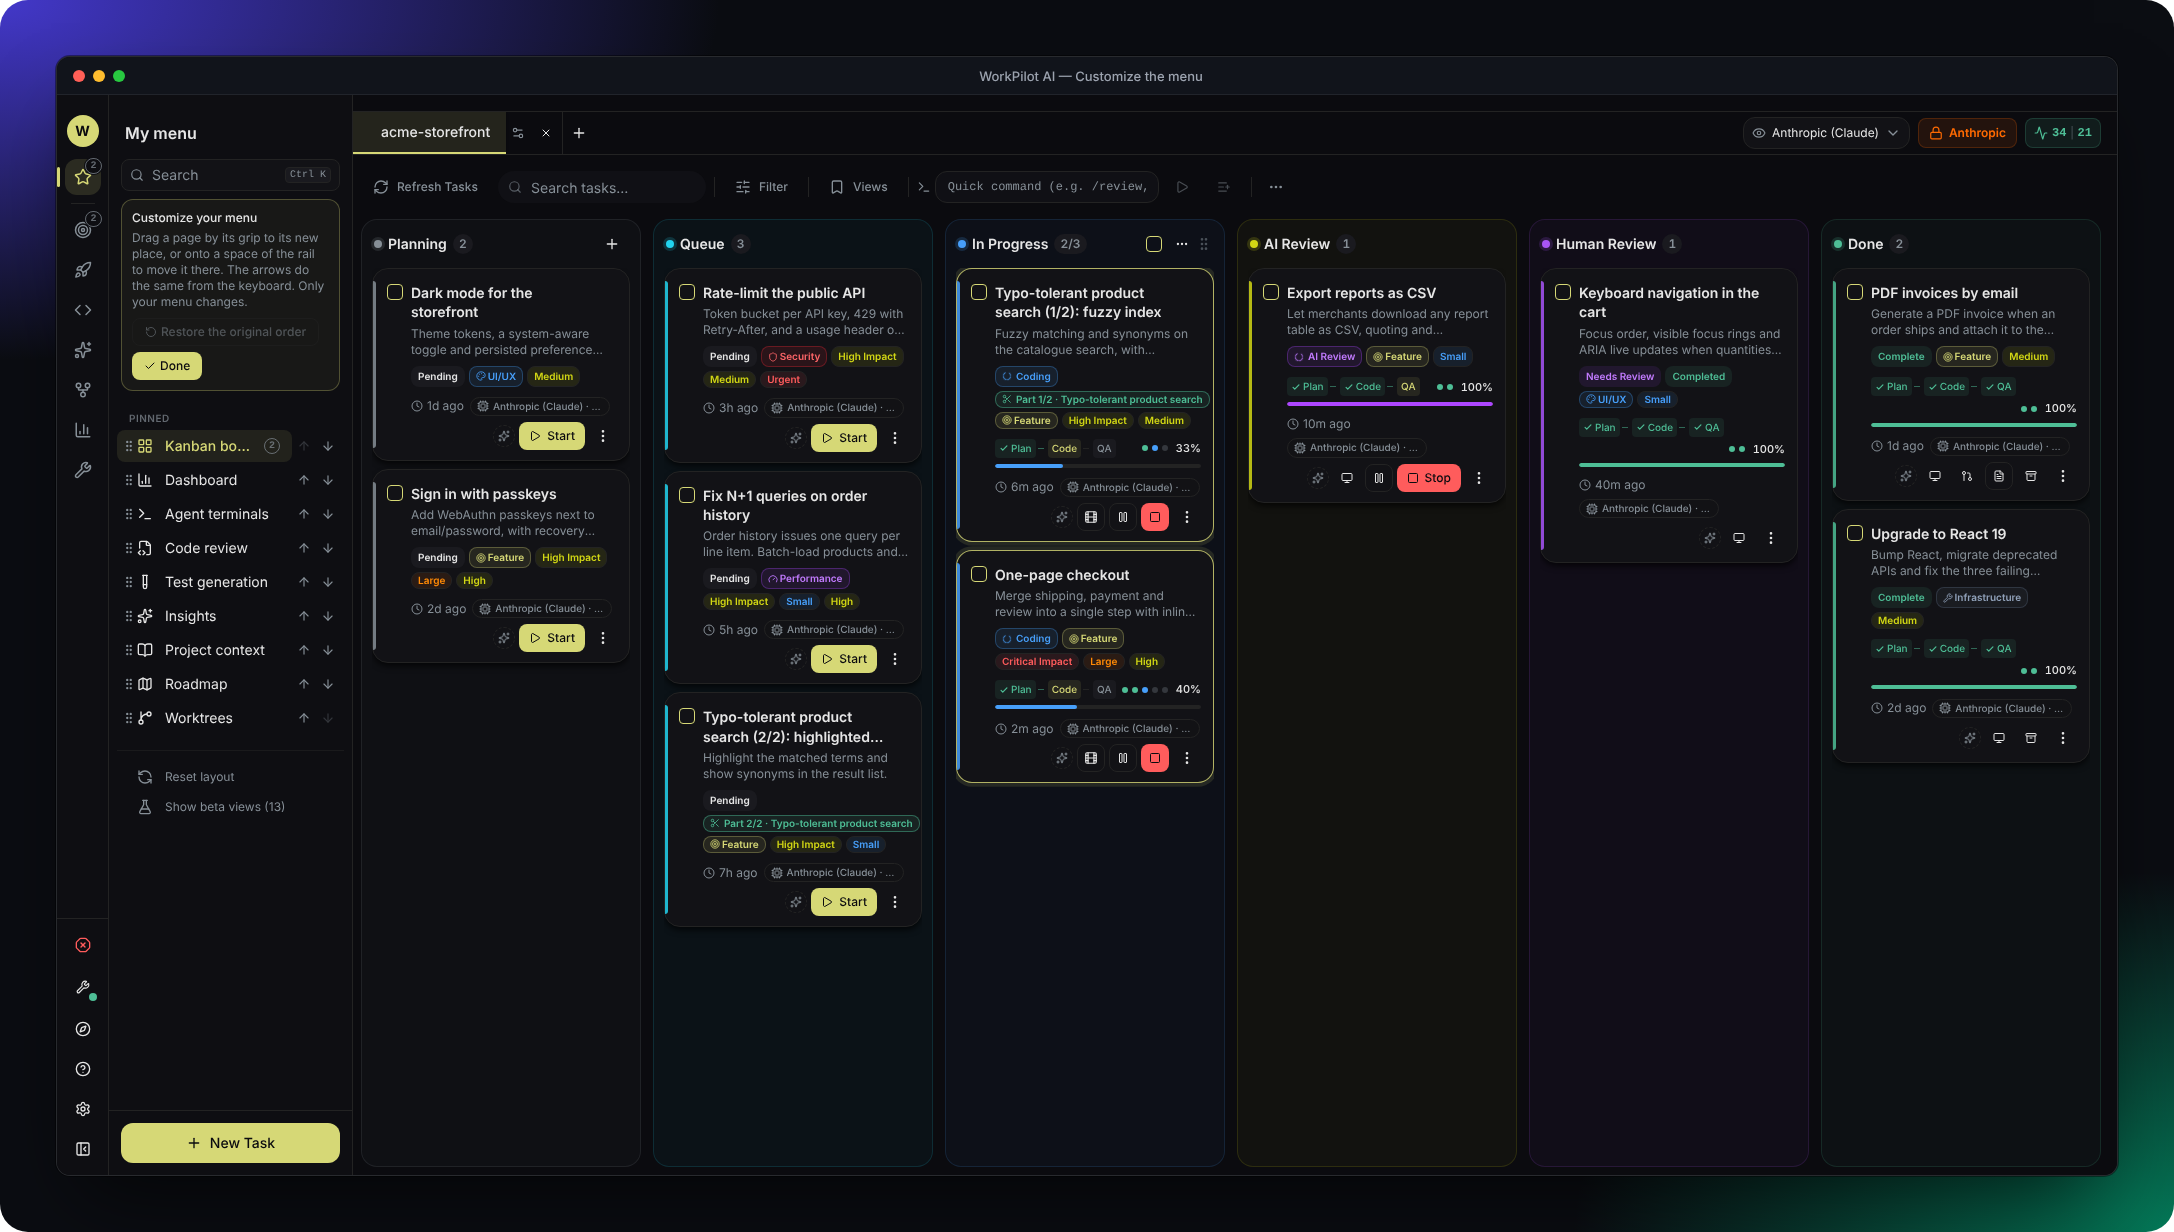 WorkPilot AI — Customize the menu
W
2
2
My menu
Search
Ctrl K
Customize your menu
Drag a page by its grip to its new
place, or onto a space of the rail
to move it there. The arrows do
the same from the keyboard. Only
your menu changes.
Restore the original order
Done
PINNED
Kanban bo... 2
Dashboard
Agent terminals
Code review
Test generation
Insights
Project context
Roadmap
Worktrees
Reset layout
Show beta views (13)
New Task
acme-storefront
Anthropic (Claude)
Anthropic
34 | 21
Refresh Tasks
Search tasks...
Filter
Views
Quick command (e.g. /review,
Planning 2
Dark mode for the
storefront
Theme tokens, a system-aware
toggle and persisted preference...
Pending UI/UX Medium
1d ago Anthropic (Claude) · ...
Start
Sign in with passkeys
Add WebAuthn passkeys next to
email/password, with recovery...
Pending Feature High Impact
Large High
2d ago Anthropic (Claude) · ...
Start
Queue 3
Rate-limit the public API
Token bucket per API key, 429 with
Retry-After, and a usage header o...
Pending Security High Impact
Medium Urgent
3h ago Anthropic (Claude) · ...
Start
Fix N+1 queries on order
history
Order history issues one query per
line item. Batch-load products and...
Pending Performance
High Impact Small High
5h ago Anthropic (Claude) · ...
Start
Typo-tolerant product
search (2/2): highlighted...
Highlight the matched terms and
show synonyms in the result list.
Pending
Part 2/2 · Typo-tolerant product search
Feature High Impact Small
7h ago Anthropic (Claude) · ...
Start
In Progress 2/3
Typo-tolerant product
search (1/2): fuzzy index
Fuzzy matching and synonyms on
the catalogue search, with...
Coding
Part 1/2 · Typo-tolerant product search
Feature High Impact Medium
Plan – Code – QA 33%
6m ago Anthropic (Claude) · ...
One-page checkout
Merge shipping, payment and
review into a single step with inlin...
Coding Feature
Critical Impact Large High
Plan – Code – QA 40%
2m ago Anthropic (Claude) · ...
AI Review 1
Export reports as CSV
Let merchants download any report
table as CSV, quoting and...
AI Review Feature Small
Plan – Code – QA 100%
10m ago
Anthropic (Claude) · ...
Stop
Human Review 1
Keyboard navigation in the
cart
Focus order, visible focus rings and
ARIA live updates when quantities...
Needs Review Completed
UI/UX Small
Plan – Code – QA
100%
40m ago
Anthropic (Claude) · ...
Done 2
PDF invoices by email
Generate a PDF invoice when an
order ships and attach it to the...
Complete Feature Medium
Plan – Code – QA
100%
1d ago Anthropic (Claude) · ...
Upgrade to React 19
Bump React, migrate deprecated
APIs and fix the three failing...
Complete Infrastructure
Medium
Plan – Code – QA
100%
2d ago Anthropic (Claude) · ...